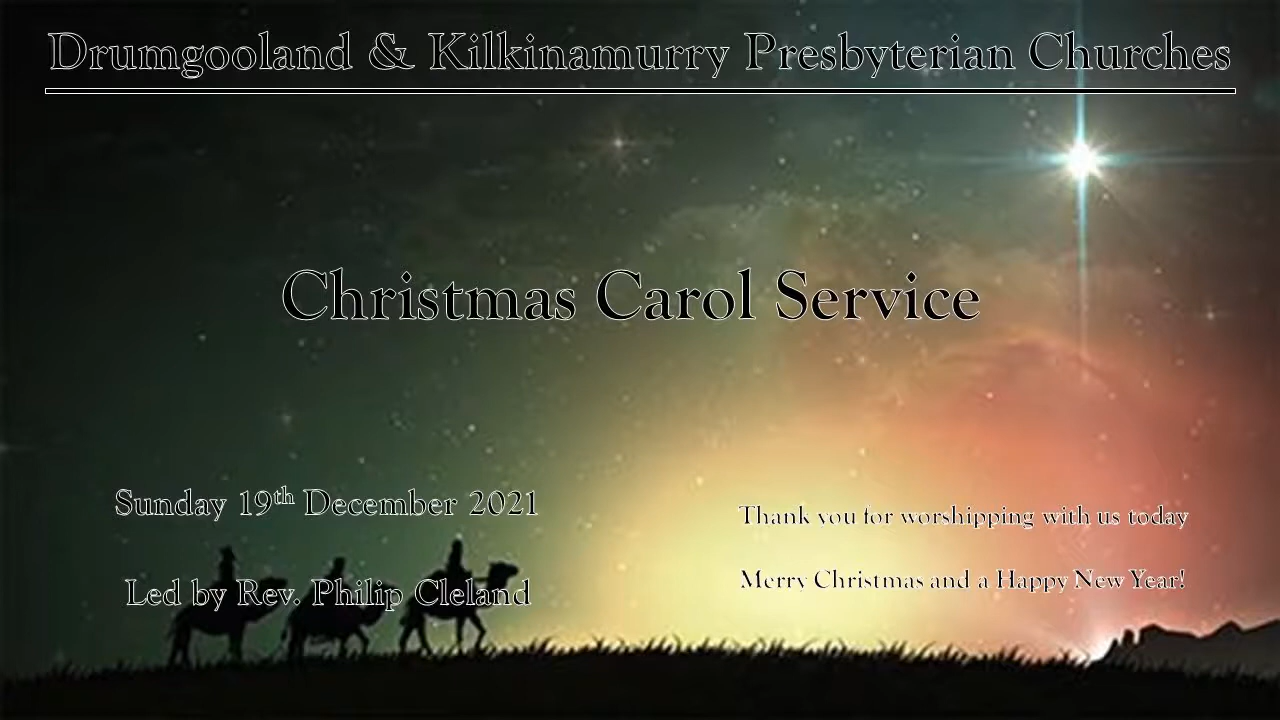 Drumgooland & Kilkinamurry Presbyterian Churches
Christmas Carol Service
Sunday 19th December 2021
Led by Rev. Philip Cleland
Thank you for worshipping with us today
Merry Christmas and a Happy New Year!